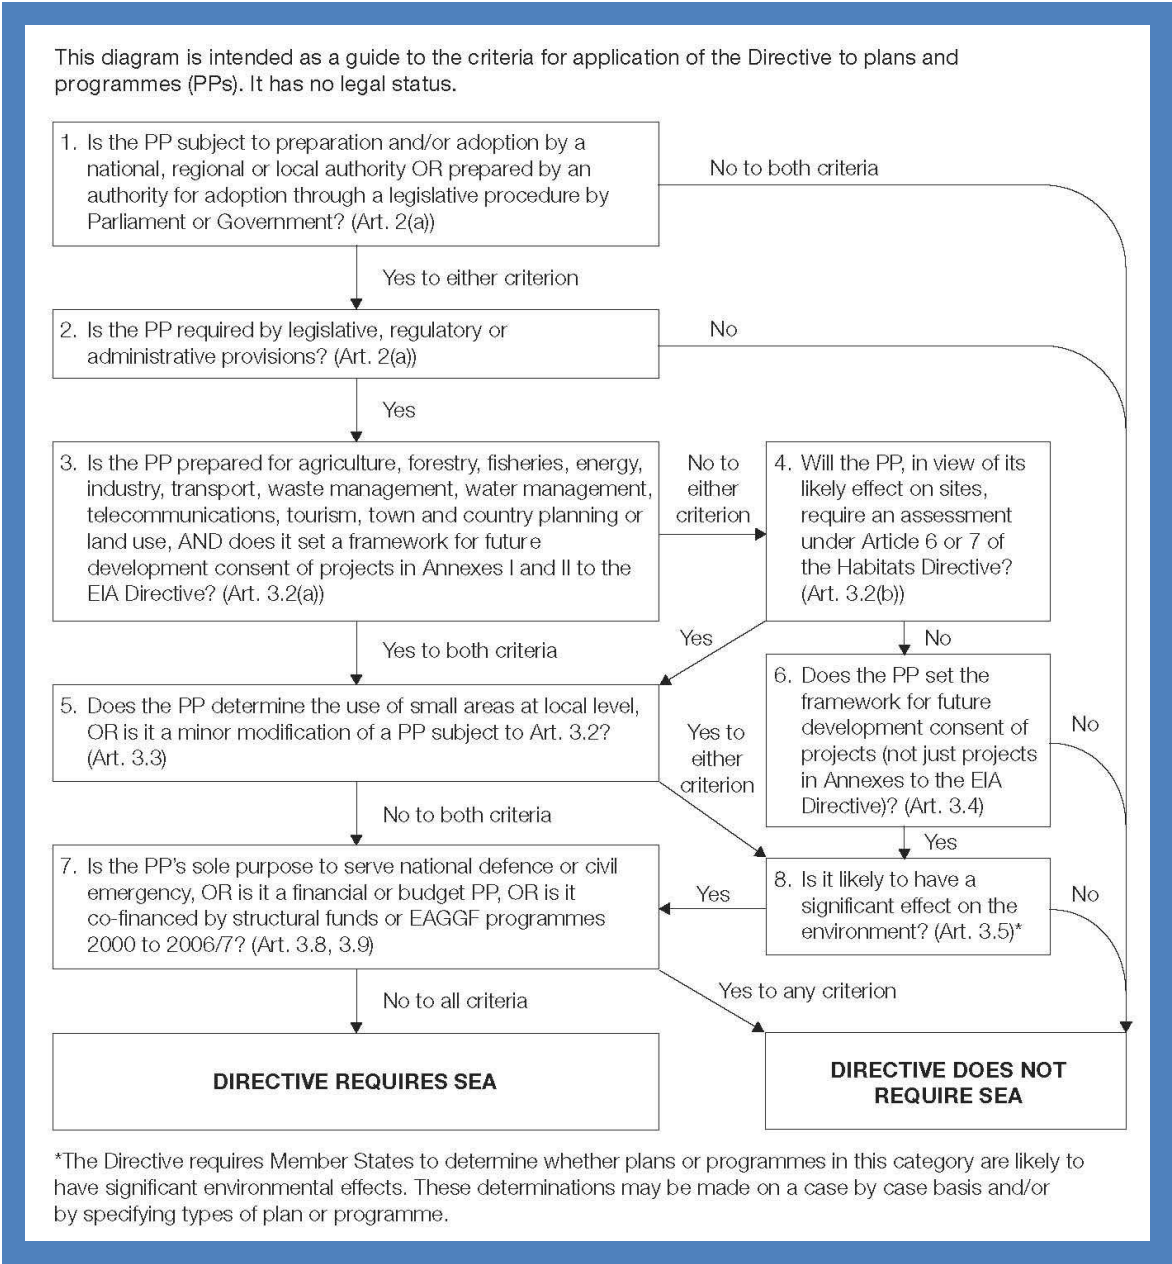 This diagram is intended as a guide to the criteria for application of the Directive to plans and
programmes (PPs). It has no legal status.
1. Is the PP subject to preparation and/or adoption by a
national, regional or local authority OR prepared by an
authority for adoption through a legislative procedure by
Parliament or Government? (Art. 2(a))
No to both criteria
Yes to either criterion
2. Is the PP required by legislative, regulatory or
administrative provisions? (Art. 2(a))
No
Yes
3. Is the PP prepared for agriculture, forestry, fisheries, energy,
industry, transport, waste management, water management,
telecommunications, tourism, town and country planning or
land use, AND does it set a framework for future
development consent of projects in Annexes I and II to the
EIA Directive? (Art. 3.2(a))
No to
either
criterion
4. Will the PP, in view of its
likely effect on sites,
require an assessment
under Article 6 or 7 of
the Habitats Directive?
(Art. 3.2(b))
Yes to both criteria
Yes
No
5. Does the PP determine the use of small areas at local level,
OR is it a minor modification of a PP subject to Art. 3.2?
(Art. 3.3)
Yes to
either
criterion
6. Does the PP set the
framework for future
development consent of
projects (not just projects
in Annexes to the EIA
Directive)? (Art. 3.4)
No
No to both criteria
Yes
7. Is the PP's sole purpose to serve national defence or civil
emergency, OR is it a financial or budget PP, OR is it
co-financed by structural funds or EAGGF programmes
2000 to 2006/7? (Art. 3.8, 3.9)
Yes
8. Is it likely to have a
significant effect on the
environment? (Art. 3.5)*
No
No to all criteria
Yes to any criterion
DIRECTIVE REQUIRES SEA
DIRECTIVE DOES NOT
REQUIRE SEA
*The Directive requires Member States to determine whether plans or programmes in this category are likely to
have significant environmental effects. These determinations may be made on a case by case basis and/or
by specifying types of plan or programme.